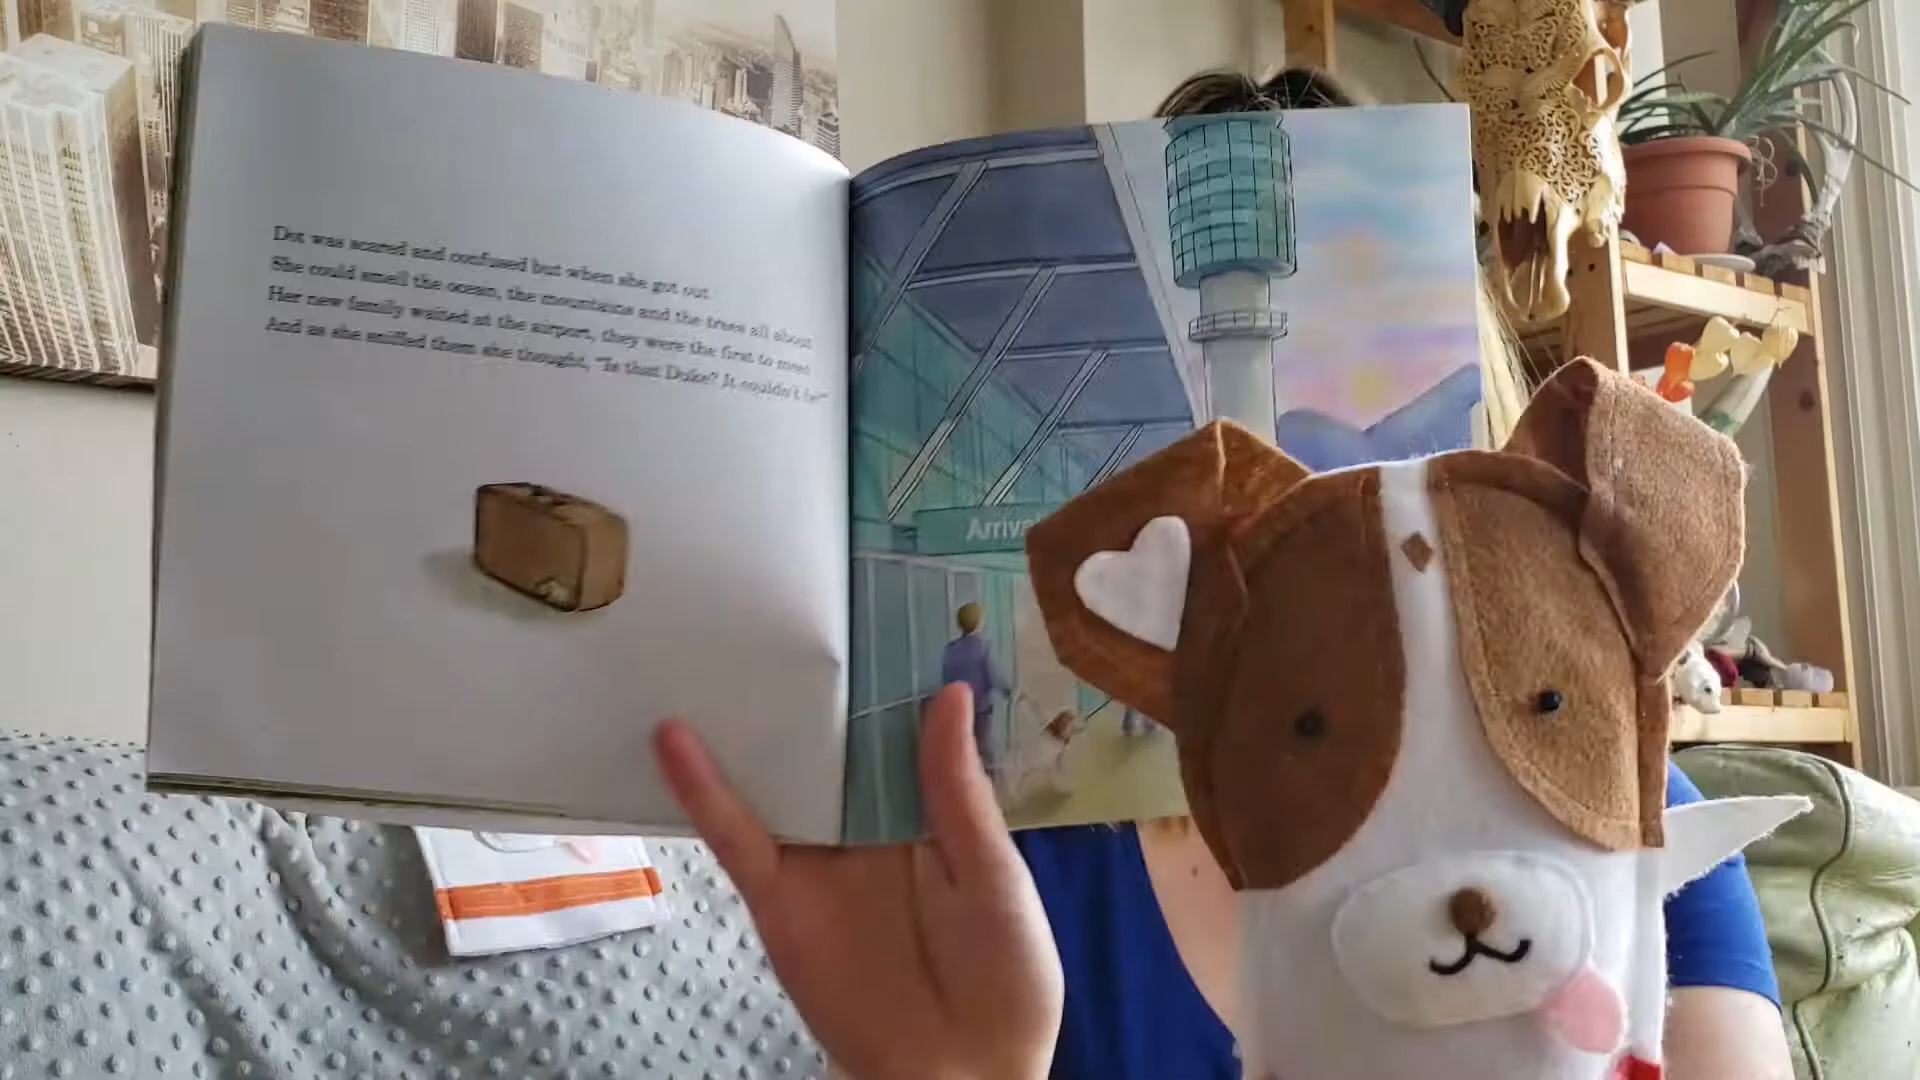 Dot was scared and confused but when she got out
She could smell the ocean, the mountains and the trees all about
Her new family waited at the airport, they were the first to meet
And as she sniffed them she thought, "Is that Duke? It couldn't be"
Arriva